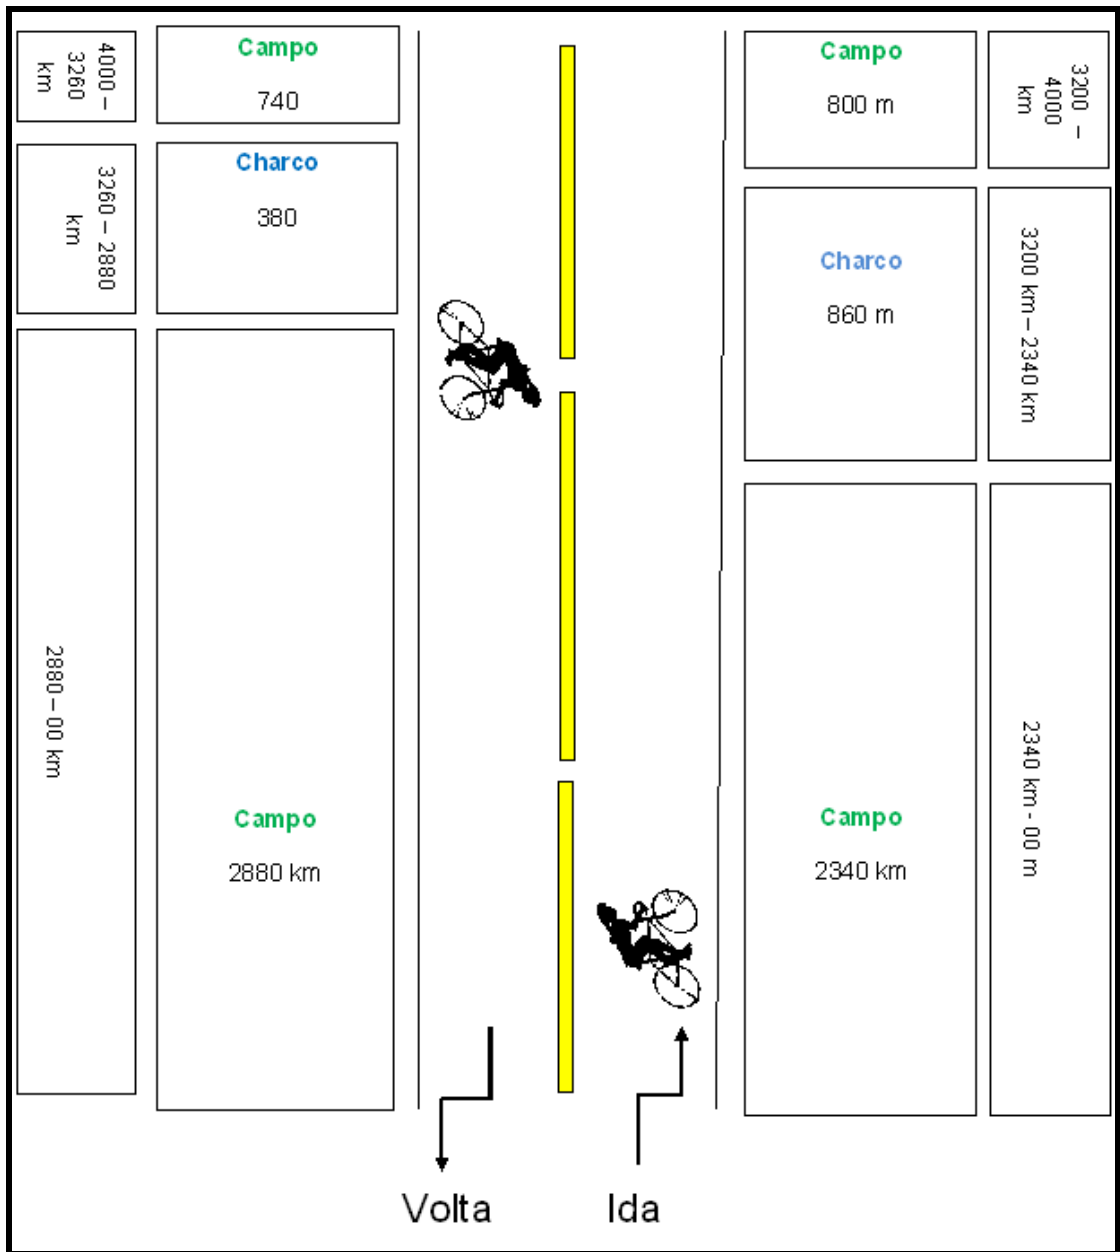 4000 –
3260
km
Campo
740
Campo
800 m
3200 –
4000
km
3260 – 2880
km
Charco
380
Charco
860 m
3200 km– 2340 km
2880 – 00 km
Campo
2880 km
Campo
2340 km
2340 km - 00 m
Volta
Ida